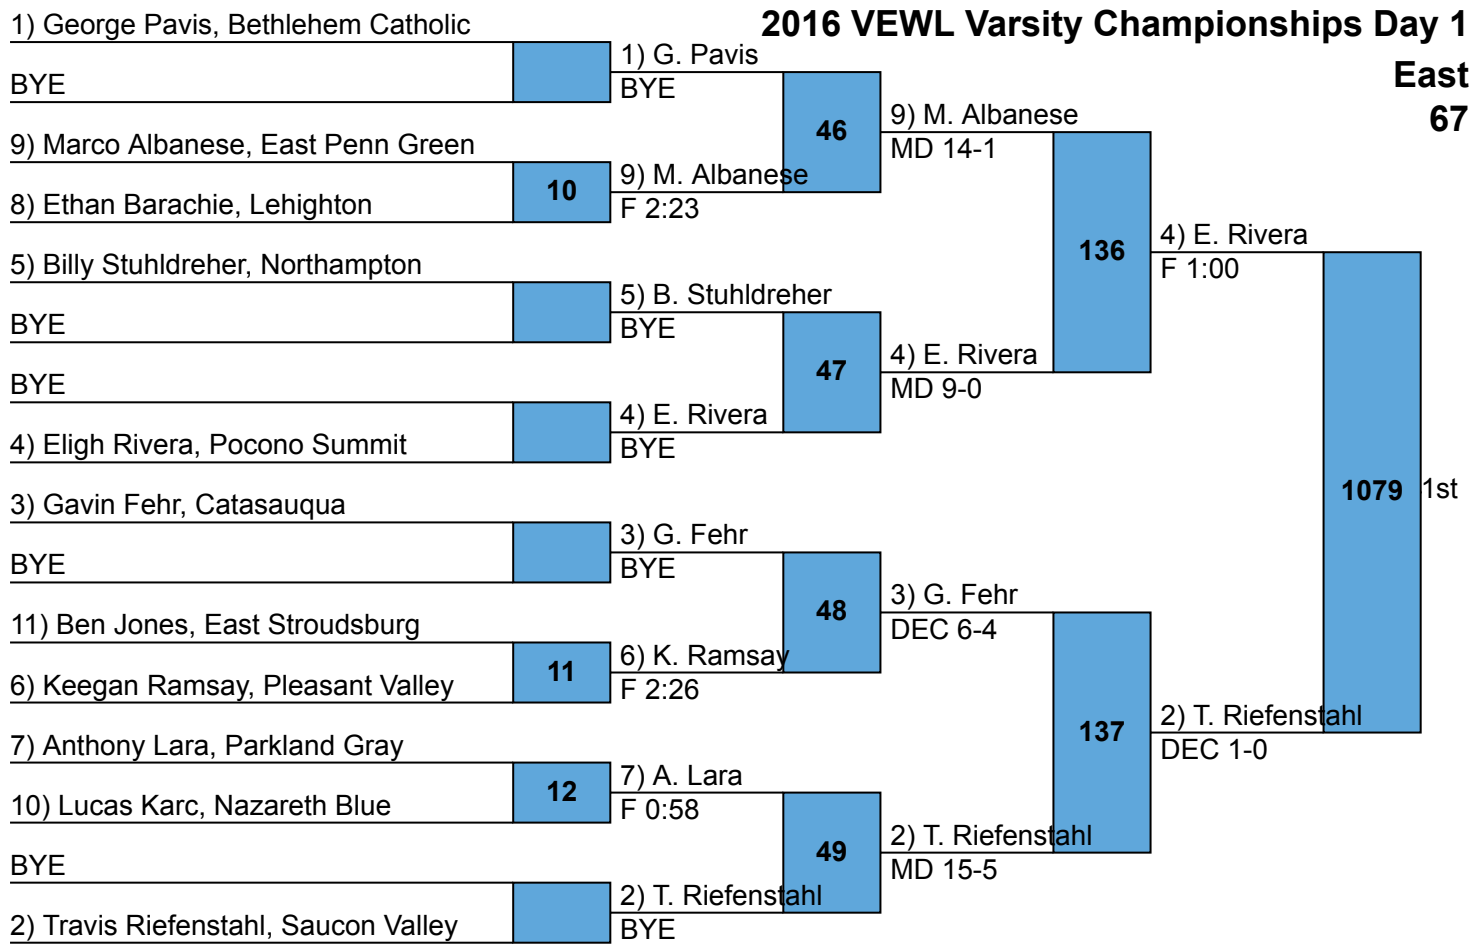 2016 VEWL Varsity Championships Day 1
East
67
1) George Pavis, Bethlehem Catholic
BYE
9) Marco Albanese, East Penn Green
10
8) Ethan Barachie, Lehighton
5) Billy Stuhldreher, Northampton
BYE
BYE
4) Eligh Rivera, Pocono Summit
3) Gavin Fehr, Catasauqua
BYE
11) Ben Jones, East Stroudsburg
11
6) Keegan Ramsay, Pleasant Valley
7) Anthony Lara, Parkland Gray
12
10) Lucas Karc, Nazareth Blue
BYE
2) Travis Riefenstahl, Saucon Valley
1) G. Pavis
BYE
46
9) M. Albanese
F 2:23
5) B. Stuhldreher
BYE
47
4) E. Rivera
BYE
3) G. Fehr
BYE
48
6) K. Ramsay
F 2:26
7) A. Lara
F 0:58
49
2) T. Riefenstahl
BYE
9) M. Albanese
MD 14-1
136
4) E. Rivera
MD 9-0
3) G. Fehr
DEC 6-4
137
2) T. Riefenstahl
MD 15-5
4) E. Rivera
F 1:00
1079
1st
2) T. Riefenstahl
DEC 1-0